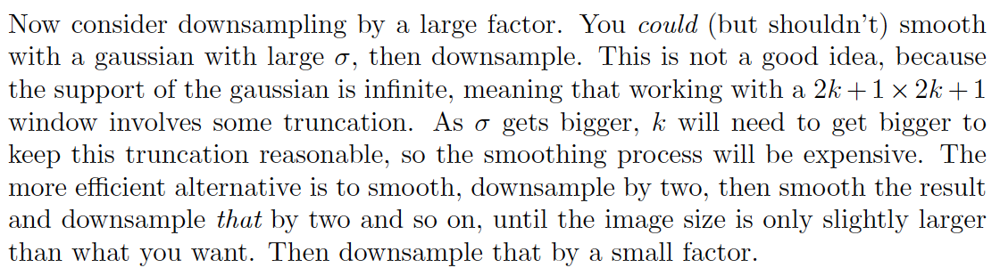 Now consider downsampling by a large factor. You could (but shouldn't) smooth
with a gaussian with large σ, then downsample. This is not a good idea, because
the support of the gaussian is infinite, meaning that working with a 2k + 1 × 2k + 1
window involves some truncation. As σ gets bigger, k will need to get bigger to
keep this truncation reasonable, so the smoothing process will be expensive. The
more efficient alternative is to smooth, downsample by two, then smooth the result
and downsample that by two and so on, until the image size is only slightly larger
than what you want. Then downsample that by a small factor.